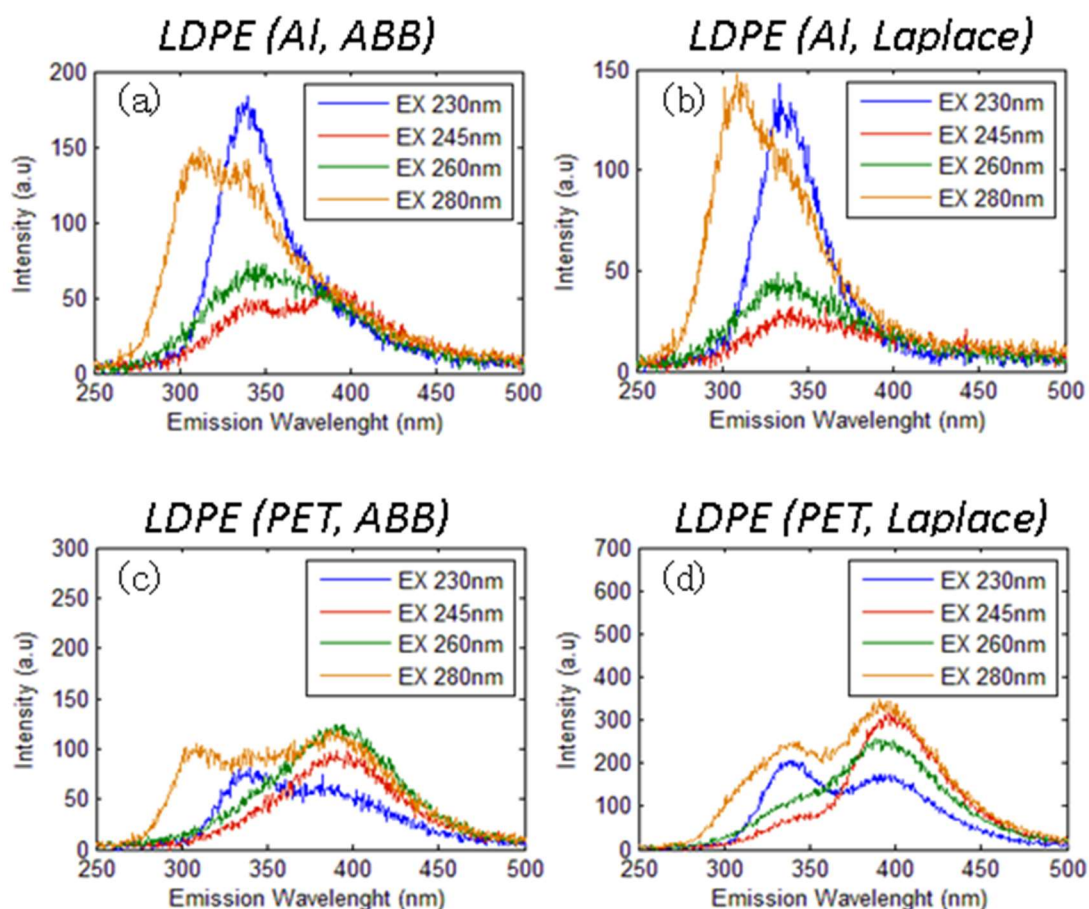 LDPE (Al, ABB)
200
150
100
50
0
Intensity (a.u)
(a)
EX 230nm
EX 245nm
EX 260nm
EX 280nm
250 300 350 400 450 500
Emission Wavelenght (nm)
LDPE (Al, Laplace)
150
100
50
0
Intensity (a.u)
(b)
EX 230nm
EX 245nm
EX 260nm
EX 280nm
250 300 350 400 450 500
Emission Wavelenght (nm)
LDPE (PET, ABB)
300
250
200
150
100
50
0
Intensity (a.u)
(c)
EX 230nm
EX 245nm
EX 260nm
EX 280nm
250 300 350 400 450 500
Emission Wavelenght (nm)
LDPE (PET, Laplace)
700
600
500
400
300
200
100
0
Intensity (a.u)
(d)
EX 230nm
EX 245nm
EX 260nm
EX 280nm
250 300 350 400 450 500
Emission Wavelenght (nm)